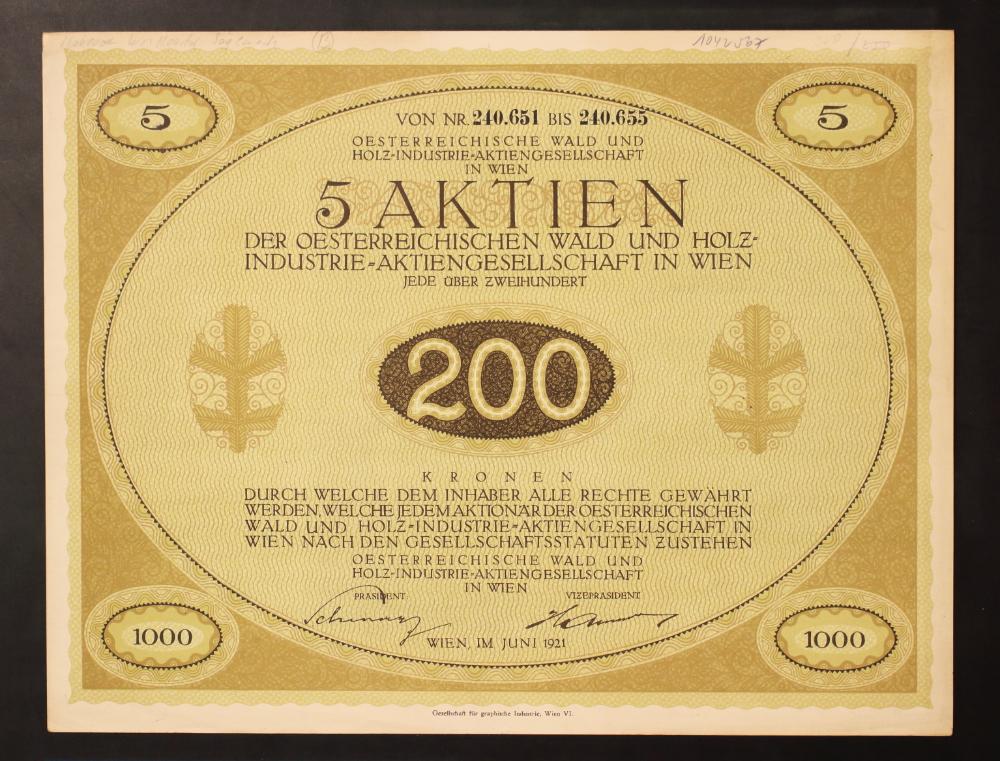 1042507
5
5
VON NR. 240.651 BIS 240.655
OESTERREICHISCHE WALD UND
HOLZ-INDUSTRIE-AKTIENGESELLSCHAFT
IN WIEN
5 AKTIEN
DER OESTERREICHISCHEN WALD UND HOLZ-
INDUSTRIE-AKTIENGESELLSCHAFT IN WIEN
JEDE ÜBER ZWEIHUNDERT
200
KRONEN
DURCH WELCHE DEM INHABER ALLE RECHTE GEWÄHRT
WERDEN, WELCHE JEDEM AKTIONÄR DER OESTERREICHISCHEN
WALD UND HOLZ-INDUSTRIE-AKTIENGESELLSCHAFT IN
WIEN NACH DEN GESELLSCHAFTSSTATUTEN ZUSTEHEN
OESTERREICHISCHE WALD UND
HOLZ-INDUSTRIE-AKTIENGESELLSCHAFT
IN WIEN
PRÄSIDENT: VIZEPRÄSIDENT
WIEN, IM JUNI 1921
1000
1000
Gesellschaft für graphische Industrie, Wien VI.